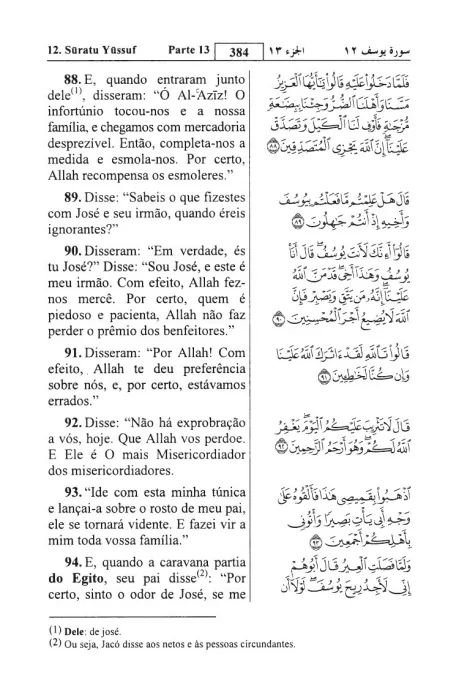 12. Sūratu Yūssuf Parte 13 384 الجزء ١٣ سورة يوسف ١٢
88. E, quando entraram junto
dele(1), disseram: “Ó Al-ʿAzīz! O
infortúnio tocou-nos e a nossa
família, e chegamos com mercadoria
desprezível. Então, completa-nos a
medida e esmola-nos. Por certo,
Allah recompensa os esmoleres.”
89. Disse: “Sabeis o que fizestes
com José e seu irmão, quando éreis
ignorantes?”
90. Disseram: “Em verdade, és
tu José?” Disse: “Sou José, e este é
meu irmão. Com efeito, Allah fez-
nos mercê. Por certo, quem é
piedoso e pacienta, Allah não faz
perder o prêmio dos benfeitores.”
91. Disseram: “Por Allah! Com
efeito, Allah te deu preferência
sobre nós, e, por certo, estávamos
errados.”
92. Disse: “Não há exprobração
a vós, hoje. Que Allah vos perdoe.
E Ele é O mais Misericordiador
dos misericordiadores.
93. “Ide com esta minha túnica
e lançai-a sobre o rosto de meu pai,
ele se tornará vidente. E fazei vir a
mim toda vossa família.”
94. E, quando a caravana partia
do Egito, seu pai disse(2): “Por
certo, sinto o odor de José, se me
فَلَمَّا دَخَلُوا۟ عَلَيْهِ قَالُوا۟ يَٰٓأَيُّهَا ٱلْعَزِيزُ
مَسَّنَا وَأَهْلَنَا ٱلضُّرُّ وَجِئْنَا بِبِضَٰعَةٍ
مُّزْجَىٰةٍ فَأَوْفِ لَنَا ٱلْكَيْلَ وَتَصَدَّقْ
عَلَيْنَآ إِنَّ ٱللَّهَ يَجْزِى ٱلْمُتَصَدِّقِينَ ٨٨
قَالَ هَلْ عَلِمْتُم مَّا فَعَلْتُم بِيُوسُفَ
وَأَخِيهِ إِذْ أَنتُمْ جَٰهِلُونَ ٨٩
قَالُوٓا۟ أَءِنَّكَ لَأَنتَ يُوسُفُ قَالَ أَنَا۠
يُوسُفُ وَهَٰذَآ أَخِى قَدْ مَنَّ ٱللَّهُ
عَلَيْنَآ إِنَّهُۥ مَن يَتَّقِ وَيَصْبِرْ فَإِنَّ
ٱللَّهَ لَا يُضِيعُ أَجْرَ ٱلْمُحْسِنِينَ ٩٠
قَالُوا۟ تَٱللَّهِ لَقَدْ ءَاثَرَكَ ٱللَّهُ عَلَيْنَا
وَإِن كُنَّا لَخَٰطِـِٔينَ ٩١
قَالَ لَا تَثْرِيبَ عَلَيْكُمُ ٱلْيَوْمَ يَغْفِرُ
ٱللَّهُ لَكُمْ وَهُوَ أَرْحَمُ ٱلرَّٰحِمِينَ ٩٢
ٱذْهَبُوا۟ بِقَمِيصِى هَٰذَا فَأَلْقُوهُ عَلَىٰ
وَجْهِ أَبِى يَأْتِ بَصِيرًا وَأْتُونِى
بِأَهْلِكُمْ أَجْمَعِينَ ٩٣
وَلَمَّا فَصَلَتِ ٱلْعِيرُ قَالَ أَبُوهُمْ
إِنِّى لَأَجِدُ رِيحَ يُوسُفَ لَوْلَآ أَن
(1) Dele: de josé.
(2) Ou seja, Jacó disse aos netos e às pessoas circundantes.